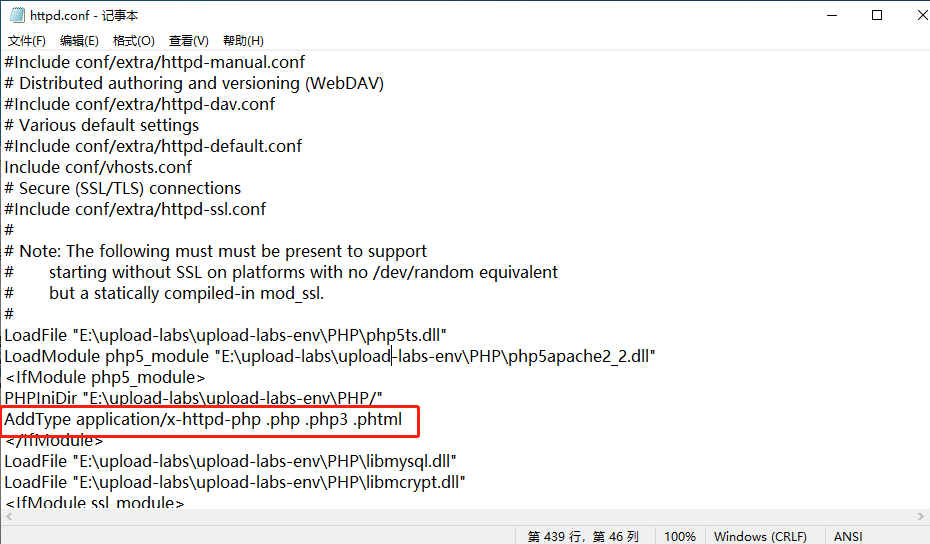 httpd.conf - 记事本
文件(F) 编辑(E) 格式(O) 查看(V) 帮助(H)
#Include conf/extra/httpd-manual.conf
# Distributed authoring and versioning (WebDAV)
#Include conf/extra/httpd-dav.conf
# Various default settings
#Include conf/extra/httpd-default.conf
Include conf/vhosts.conf
# Secure (SSL/TLS) connections
#Include conf/extra/httpd-ssl.conf
#
# Note: The following must must be present to support
#       starting without SSL on platforms with no /dev/random equivalent
#       but a statically compiled-in mod_ssl.
#
LoadFile "E:\upload-labs\upload-labs-env\PHP\php5ts.dll"
LoadModule php5_module "E:\upload-labs\upload-labs-env\PHP\php5apache2_2.dll"
<IfModule php5_module>
PHPIniDir "E:\upload-labs\upload-labs-env\PHP/"
AddType application/x-httpd-php .php .php3 .phtml
</IfModule>
LoadFile "E:\upload-labs\upload-labs-env\PHP\libmysql.dll"
LoadFile "E:\upload-labs\upload-labs-env\PHP\libmcrypt.dll"
<IfModule ssl_module>
第 439 行，第 46 列 100% Windows (CRLF) ANSI